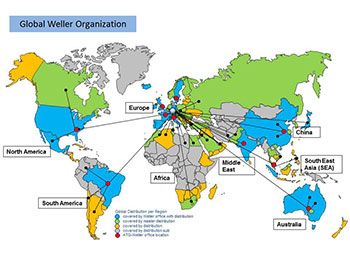 Global Weller Organization
Europe
China
North America
Middle
East
South East
Asia (SEA)
Africa
South America
Australia
Global Distribution per Region
covered by Weller office with distribution
covered by master distribution
covered by distribution
covered by distribution sub
Weller office location